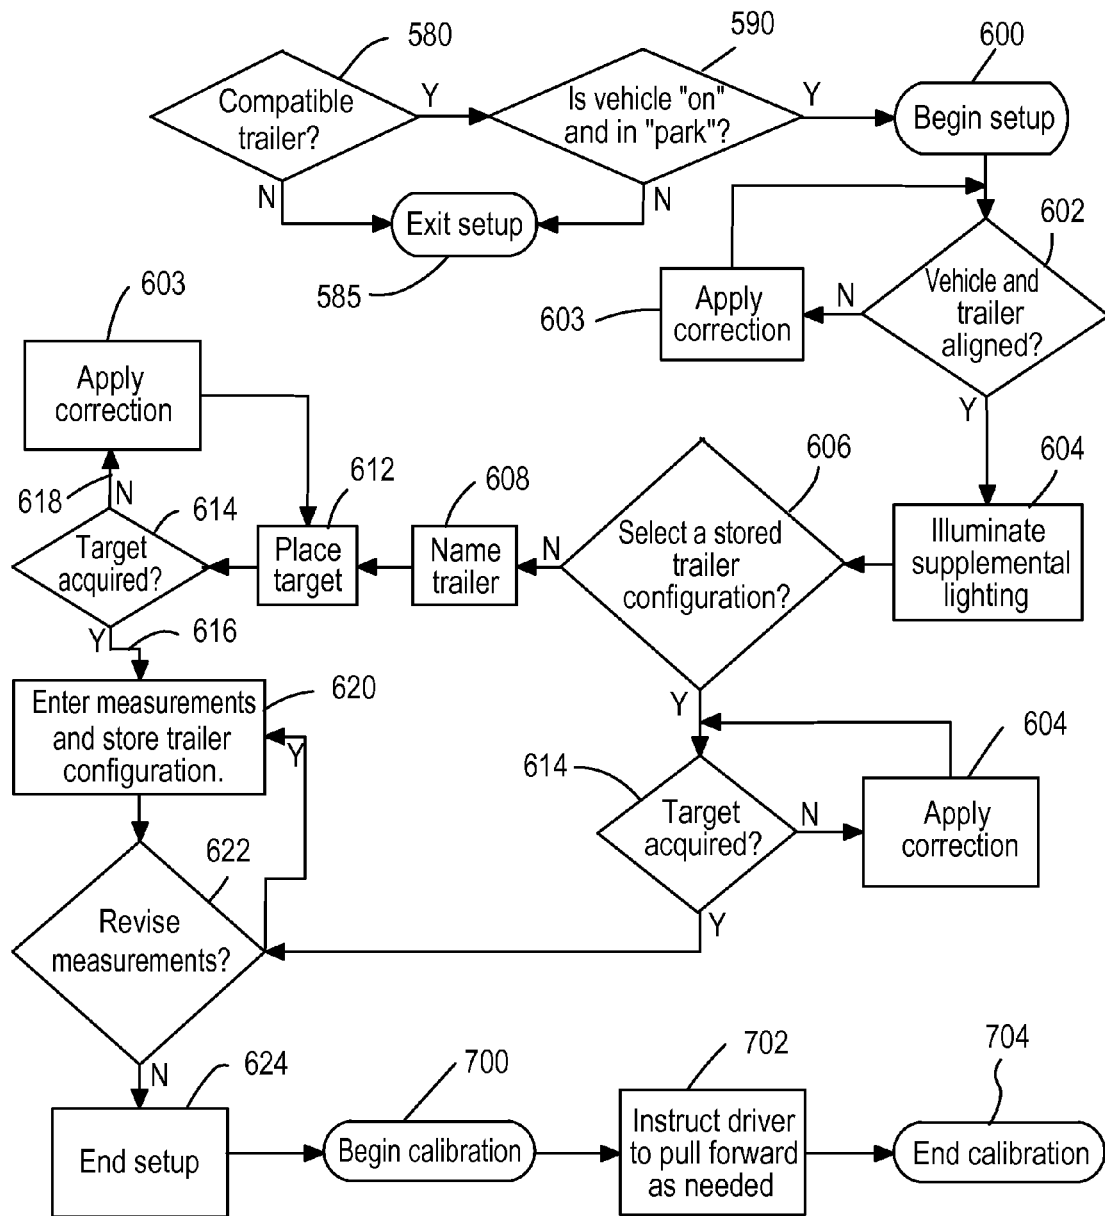 580
590
600
Compatible
trailer?
Y
Is vehicle "on"
and in "park"?
Y
Begin setup
N
Exit setup
N
585
602
603
Apply
correction
N
Vehicle and
trailer
aligned?
Y
603
Apply
correction
618
N
614
Target
acquired?
612
Place
target
608
Name
trailer
N
606
Select a stored
trailer
configuration?
604
Illuminate
supplemental
lighting
Y
616
Enter measurements
and store trailer
configuration.
620
Y
Y
614
Target
acquired?
N
604
Apply
correction
Y
622
Revise
measurements?
N
624
End setup
700
Begin calibration
702
Instruct driver
to pull forward
as needed
704
End calibration